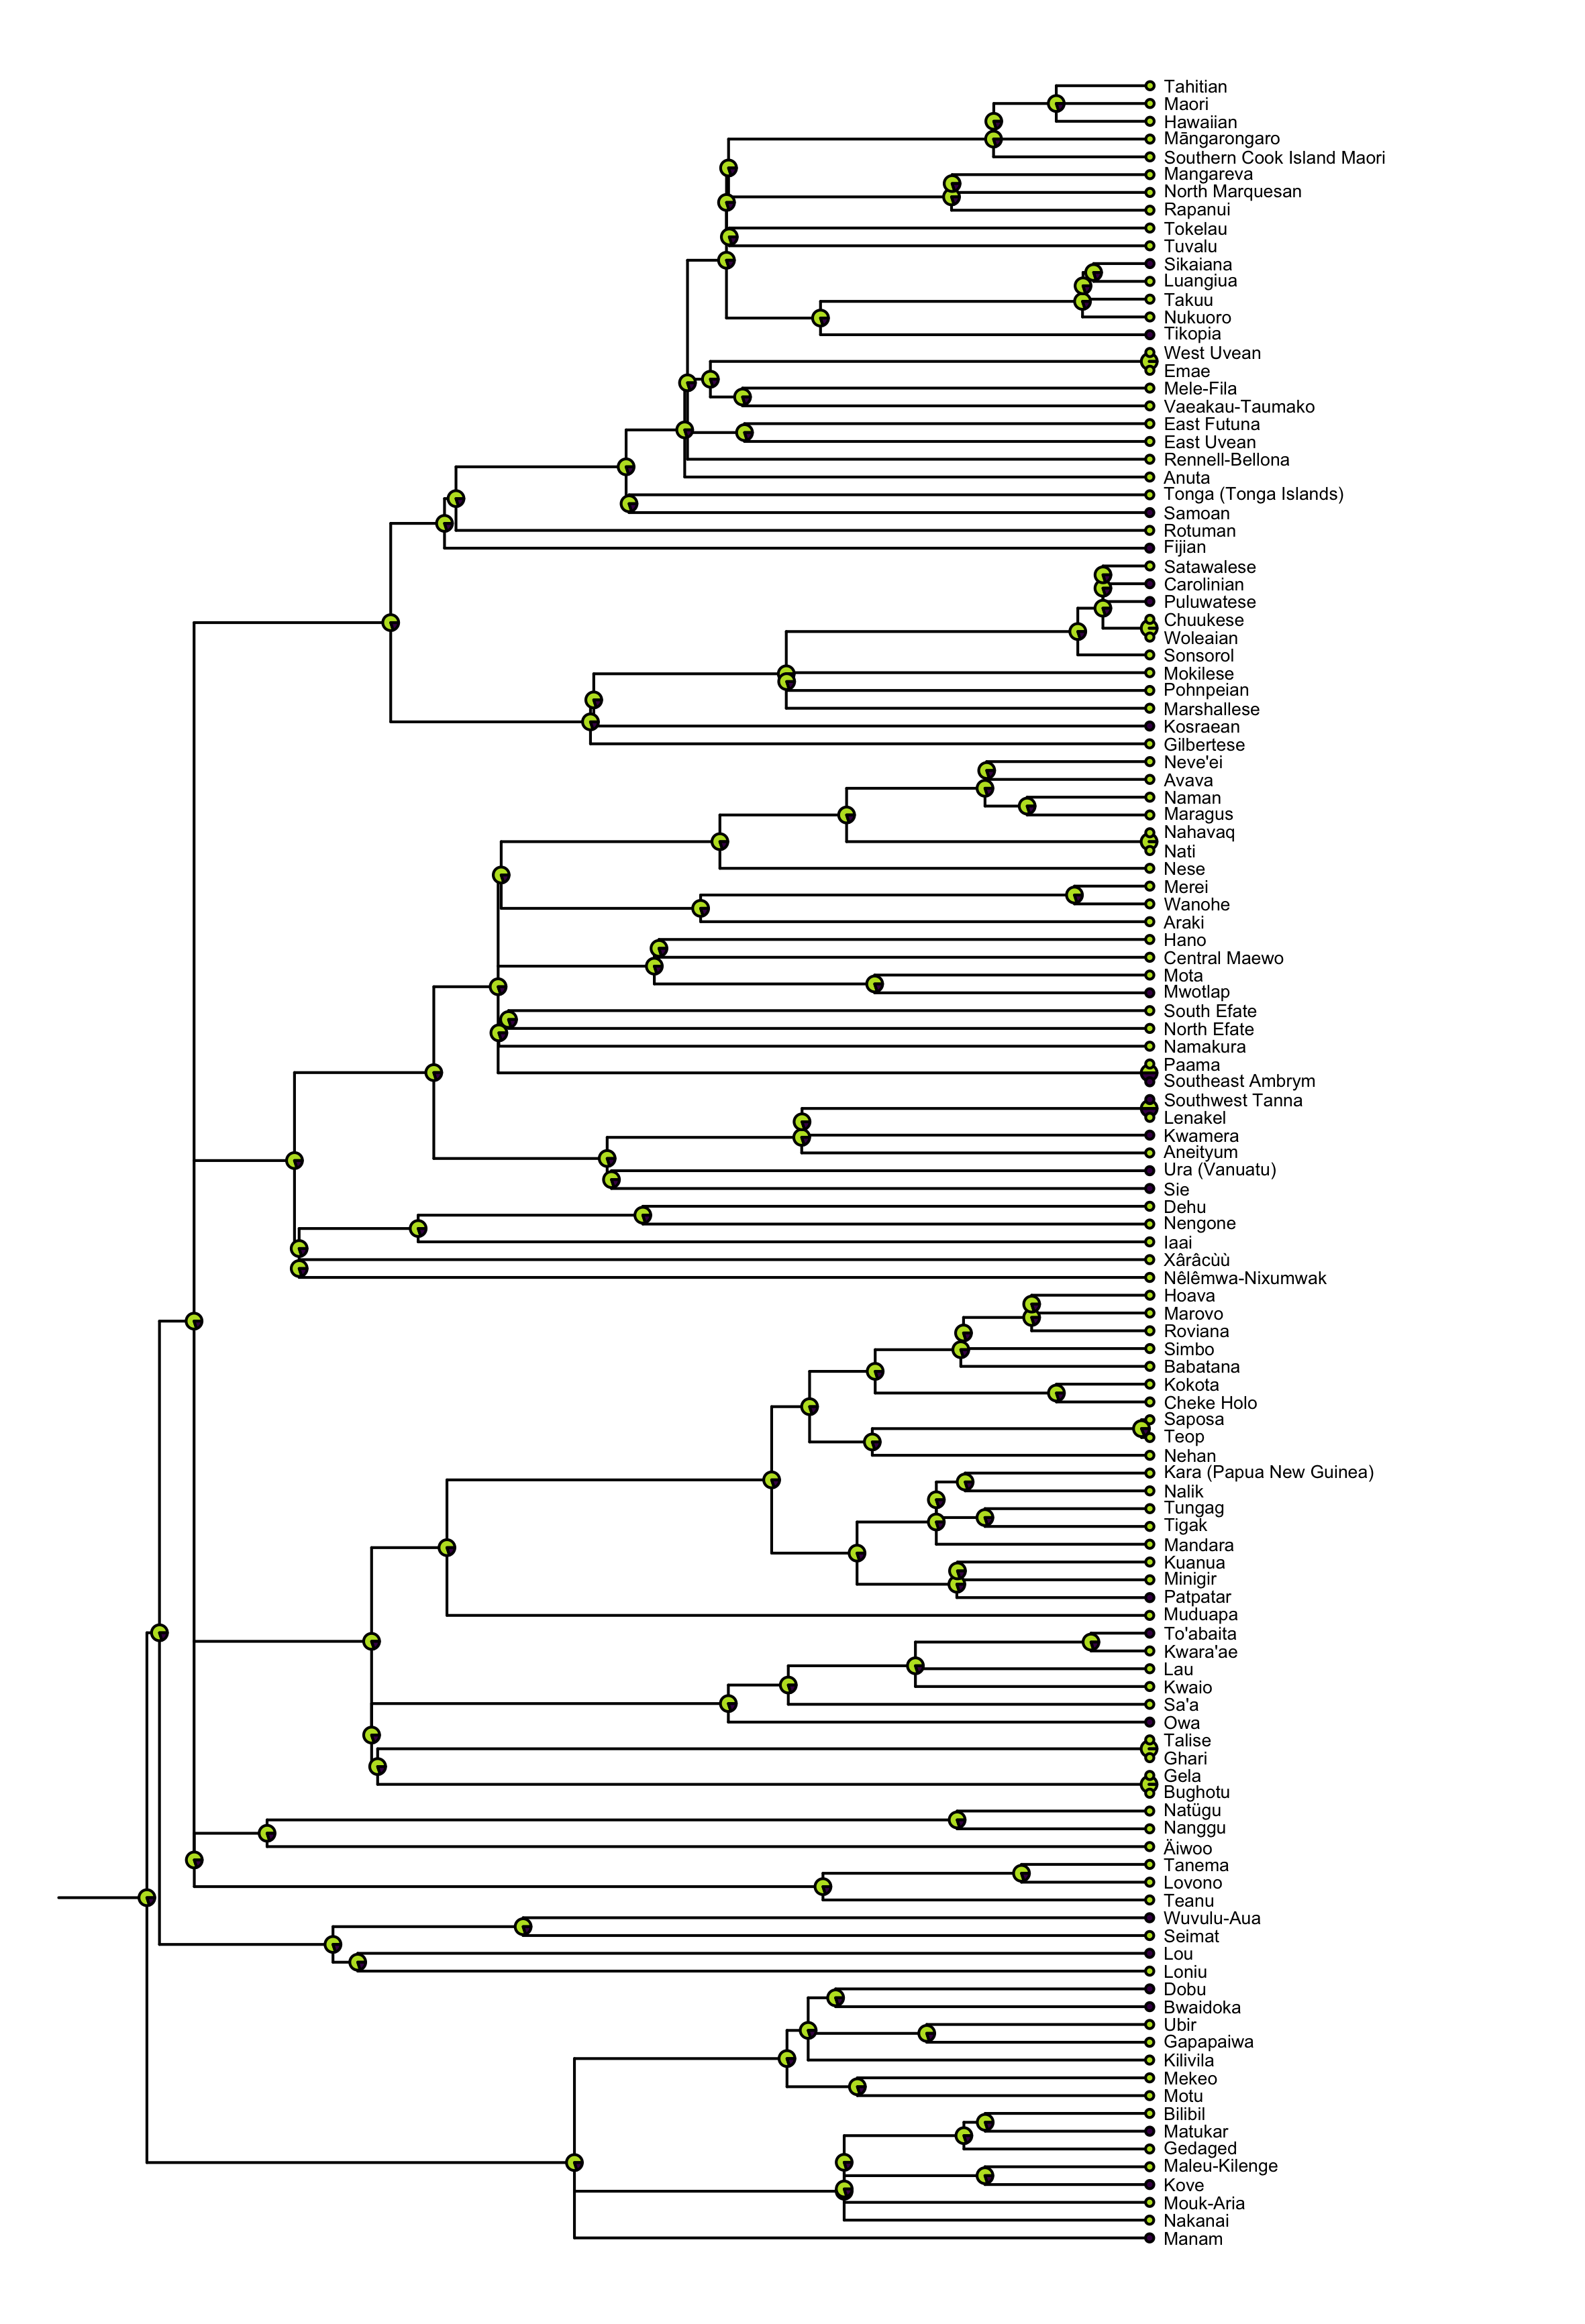 Tahitian
Maori
Hawaiian
Māngarongaro
Southern Cook Island Maori
Mangareva
North Marquesan
Rapanui
Tokelau
Tuvalu
Sikaiana
Luangiua
Takuu
Nukuoro
Tikopia
West Uvean
Emae
Mele-Fila
Vaeakau-Taumako
East Futuna
East Uvean
Rennell-Bellona
Anuta
Tonga (Tonga Islands)
Samoan
Rotuman
Fijian
Satawalese
Carolinian
Puluwatese
Chuukese
Woleaian
Sonsorol
Mokilese
Pohnpeian
Marshallese
Kosraean
Gilbertese
Neve'ei
Avava
Naman
Maragus
Nahavaq
Nati
Nese
Merei
Wanohe
Araki
Hano
Central Maewo
Mota
Mwotlap
South Efate
North Efate
Namakura
Paama
Southeast Ambrym
Southwest Tanna
Lenakel
Kwamera
Aneityum
Ura (Vanuatu)
Sie
Dehu
Nengone
Iaai
Xârâcùù
Nêlêmwa-Nixumwak
Hoava
Marovo
Roviana
Simbo
Babatana
Kokota
Cheke Holo
Saposa
Teop
Nehan
Kara (Papua New Guinea)
Nalik
Tungag
Tigak
Mandara
Kuanua
Minigir
Patpatar
Muduapa
To'abaita
Kwara'ae
Lau
Kwaio
Sa'a
Owa
Talise
Ghari
Gela
Bughotu
Natügu
Nanggu
Äiwoo
Tanema
Lovono
Teanu
Wuvulu-Aua
Seimat
Lou
Loniu
Dobu
Bwaidoka
Ubir
Gapapaiwa
Kilivila
Mekeo
Motu
Bilibil
Matukar
Gedaged
Maleu-Kilenge
Kove
Mouk-Aria
Nakanai
Manam